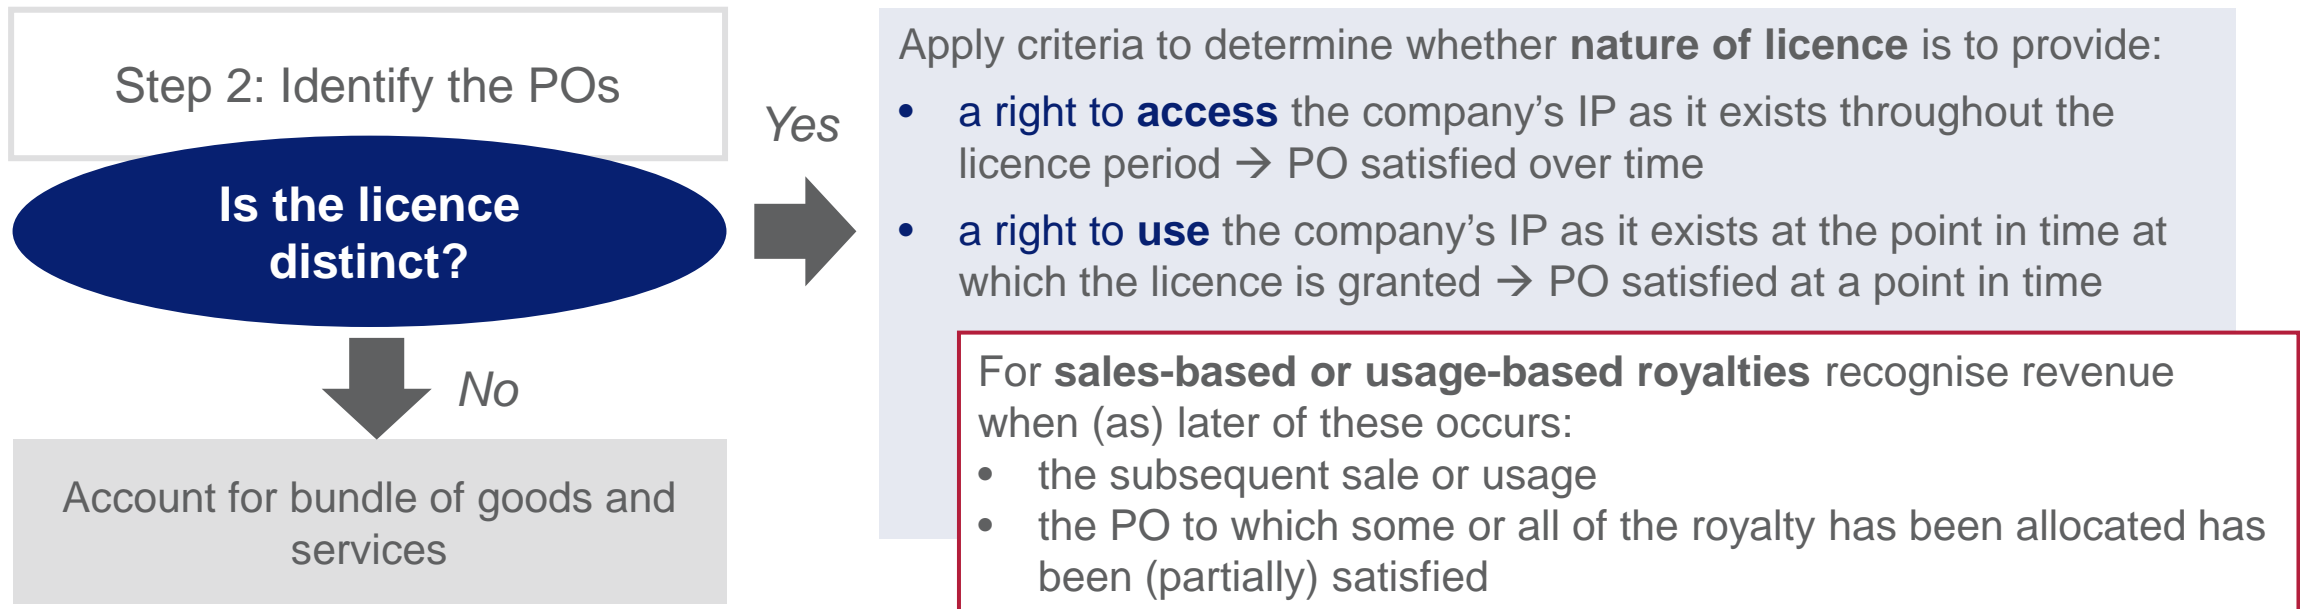 Step 2: Identify the POs
Is the licence
distinct?
Yes
No
Account for bundle of goods and
services
Apply criteria to determine whether nature of licence is to provide:
• a right to access the company's IP as it exists throughout the
licence period → PO satisfied over time
• a right to use the company's IP as it exists at the point in time at
which the licence is granted → PO satisfied at a point in time
For sales-based or usage-based royalties recognise revenue
when (as) later of these occurs:
• the subsequent sale or usage
• the PO to which some or all of the royalty has been allocated has
been (partially) satisfied